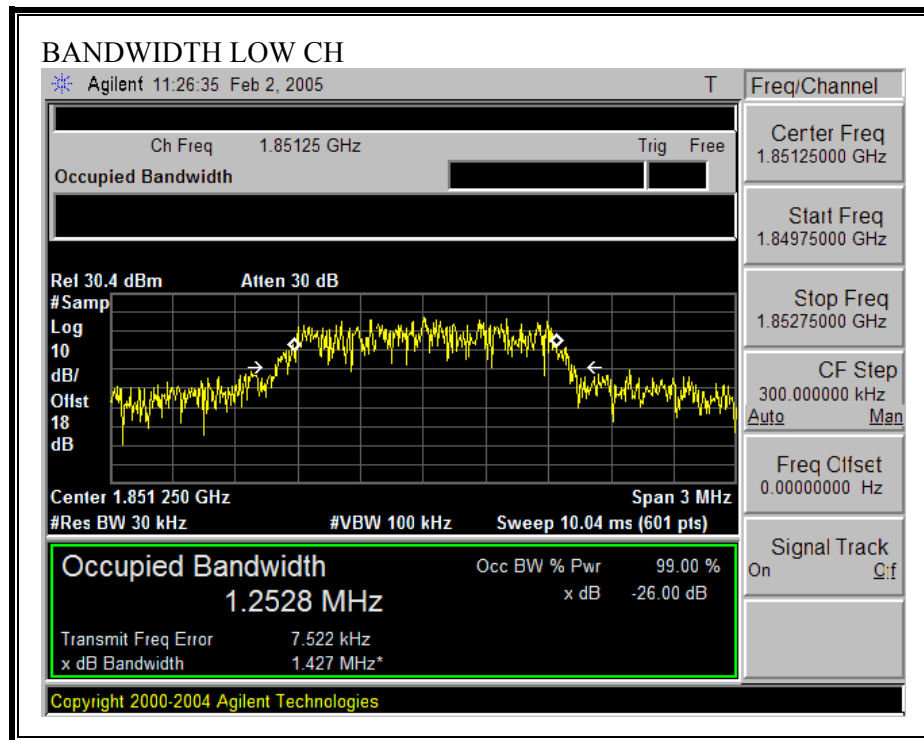 BANDWIDTH LOW CH
Agilent 11:26:35 Feb 2, 2005 T
Freq/Channel
Ch Freq 1.85125 GHz Trig Free
Occupied Bandwidth
Center Freq
1.85125000 GHz
Start Freq
1.84975000 GHz
Stop Freq
1.85275000 GHz
CF Step
300.000000 kHz
Auto Man
Freq Offset
0.00000000 Hz
Signal Track
On Off
Ref 30.4 dBm Atten 30 dB
#Samp
Log
10
dB/
Offst
18
dB
Center 1.851 250 GHz Span 3 MHz
#Res BW 30 kHz #VBW 100 kHz Sweep 10.04 ms (601 pts)
Occupied Bandwidth
1.2528 MHz
Occ BW % Pwr 99.00 %
x dB -26.00 dB
Transmit Freq Error 7.522 kHz
x dB Bandwidth 1.427 MHz*
Copyright 2000-2004 Agilent Technologies